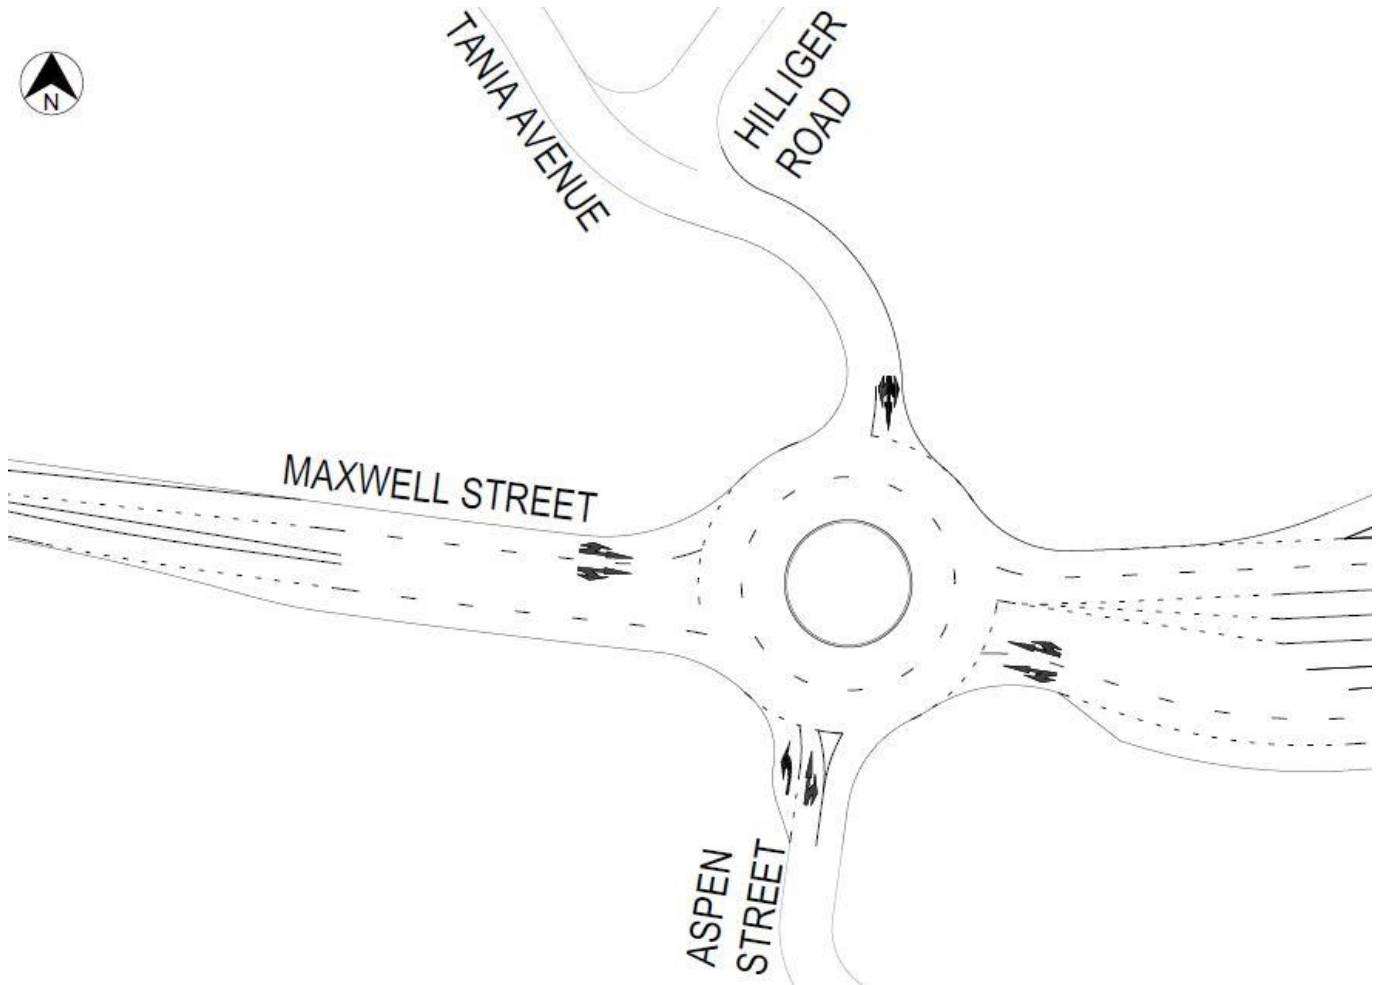 N
TANIA AVENUE
HILLIGER
ROAD
MAXWELL STREET
ASPEN
STREET